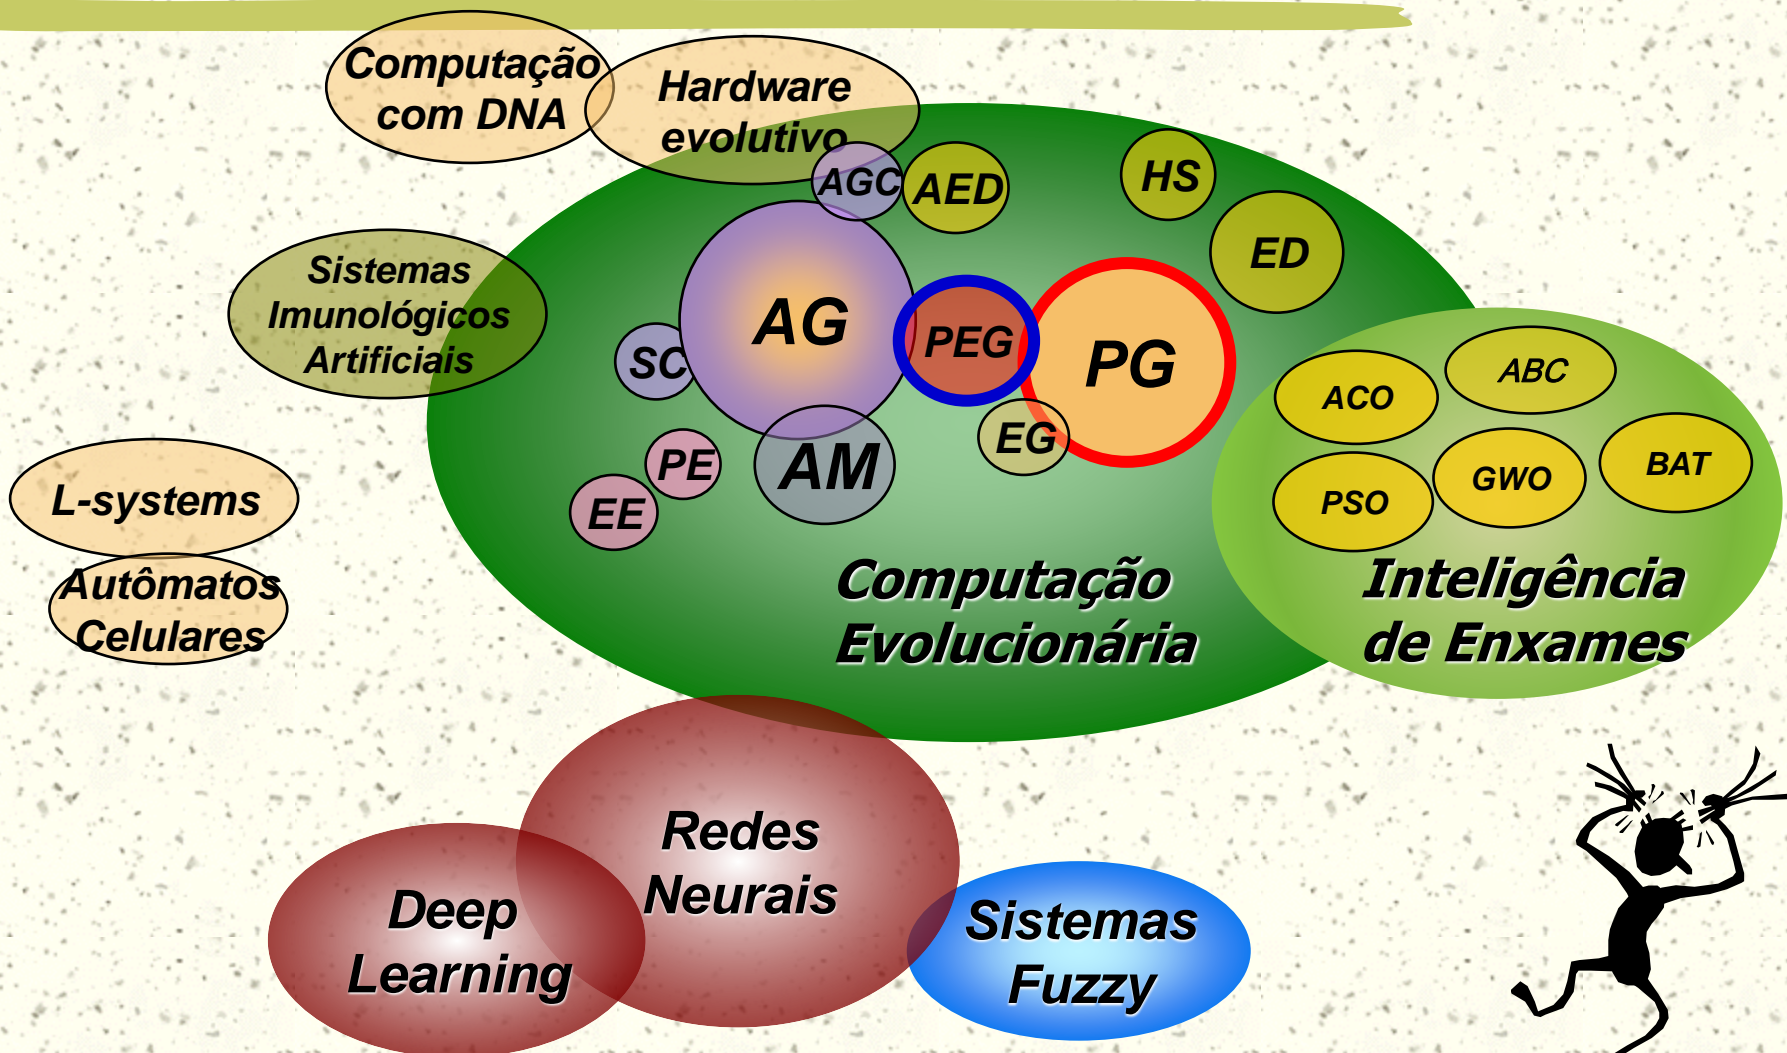 Computação
com DNA
Hardware
evolutivo
AGC
AED
HS
ED
Sistemas
Imunológicos
Artificiais
AG
PEG
PG
SC
ACO
ABC
EG
PE
AM
BAT
GWO
PSO
EE
L-systems
Autômatos
Celulares
Computação
Evolucionária
Inteligência
de Enxames
Redes
Neurais
Deep
Learning
Sistemas
Fuzzy